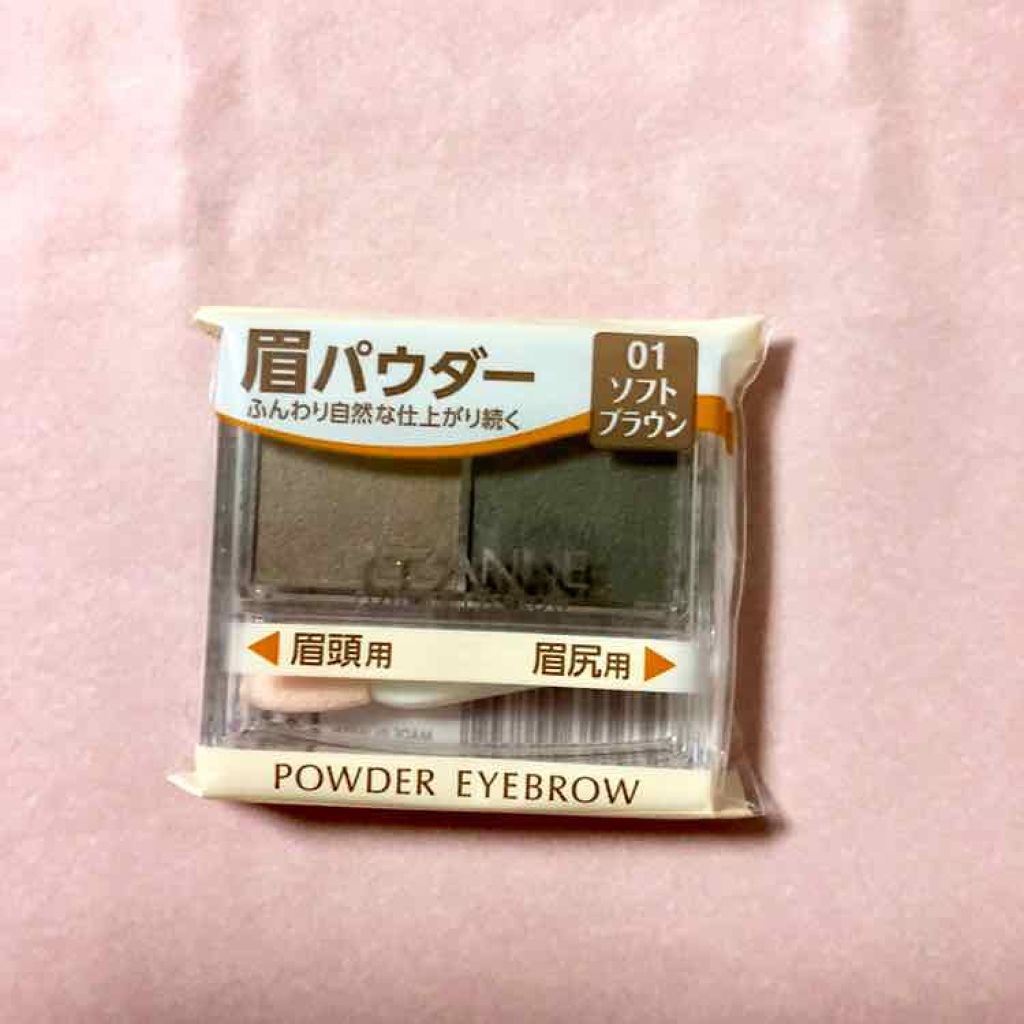 眉パウダー
ふんわり自然な仕上がり続く
01
ソフト
ブラウン
CEZANNE
眉頭用
眉尻用
POWDER EYEBROW